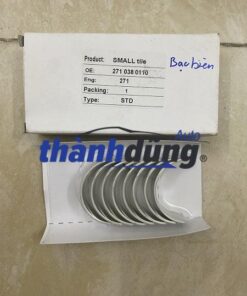 Product: SMALL tile
OE: 271 038 0110
Bạc biên
Eng: 271
Packing: 1
Type: STD
Auto
thànhdũng